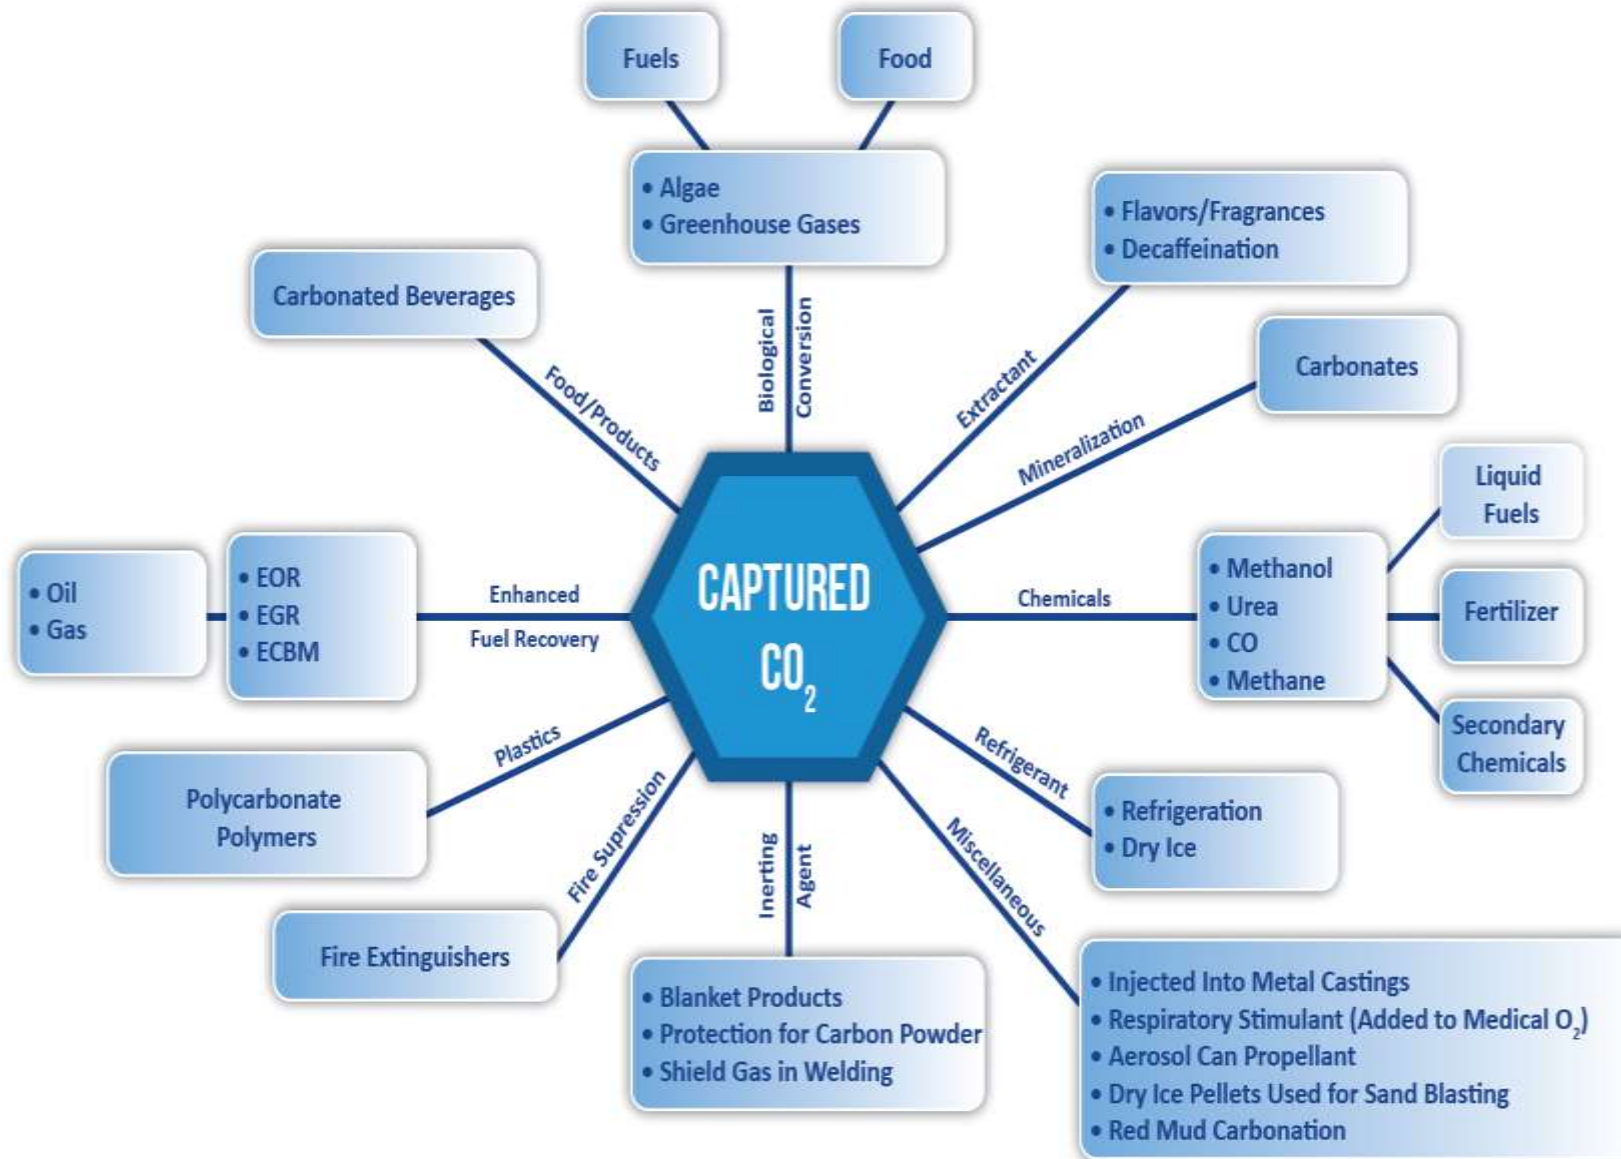 Fuels
Food
• Algae
• Greenhouse Gases
• Flavors/Fragrances
• Decaffeination
Carbonated Beverages
Carbonates
Food/Products
Biological
Conversion
Extractant
Mineralization
Liquid
Fuels
• Oil
• Gas
• EOR
• EGR
• ECBM
Enhanced
Fuel Recovery
CAPTURED
CO₂
Chemicals
• Methanol
• Urea
• CO
• Methane
Fertilizer
Secondary
Chemicals
Plastics
Polycarbonate
Polymers
Fire Supression
Fire Extinguishers
Inerting
Agent
• Blanket Products
• Protection for Carbon Powder
• Shield Gas in Welding
Refrigerant
• Refrigeration
• Dry Ice
Miscellaneous
• Injected Into Metal Castings
• Respiratory Stimulant (Added to Medical O₂)
• Aerosol Can Propellant
• Dry Ice Pellets Used for Sand Blasting
• Red Mud Carbonation